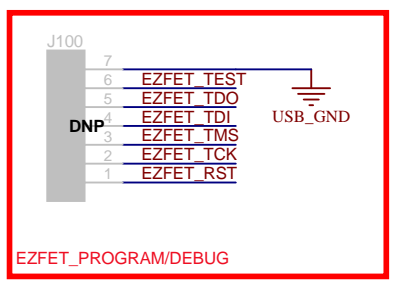 J100
7
6 EZFET_TEST
5 EZFET_TDO
USB_GND
4 EZFET_TDI
DNP
3 EZFET_TMS
2 EZFET_TCK
1 EZFET_RST
EZFET_PROGRAM/DEBUG